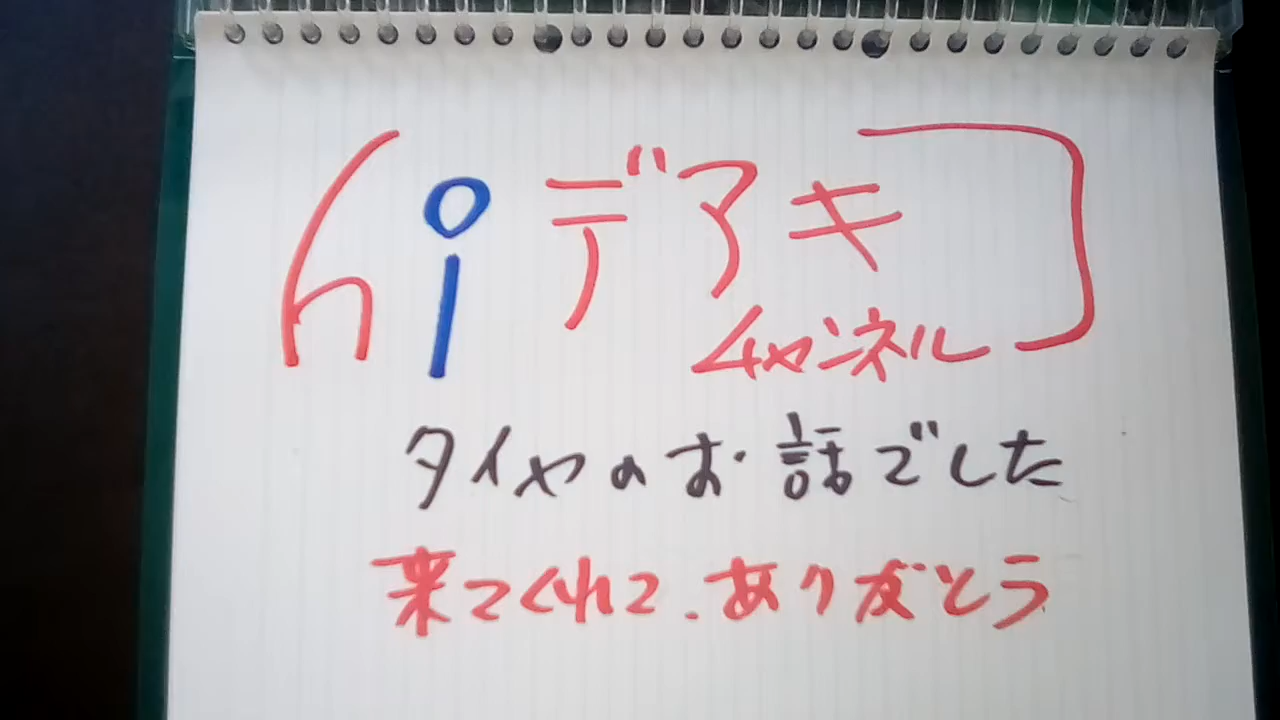 hiデアキ
チャンネル
タイヤのお話でした
来てくれて.ありがとう